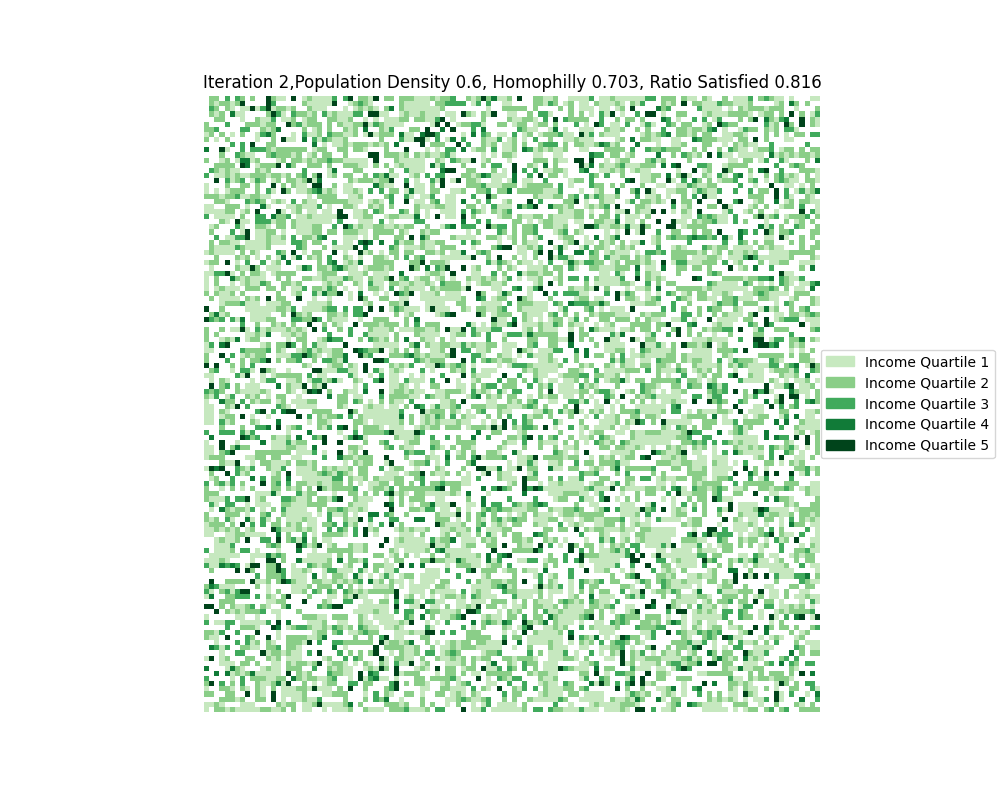 Iteration 2,Population Density 0.6, Homophilly 0.703, Ratio Satisfied 0.816
Income Quartile 1
Income Quartile 2
Income Quartile 3
Income Quartile 4
Income Quartile 5